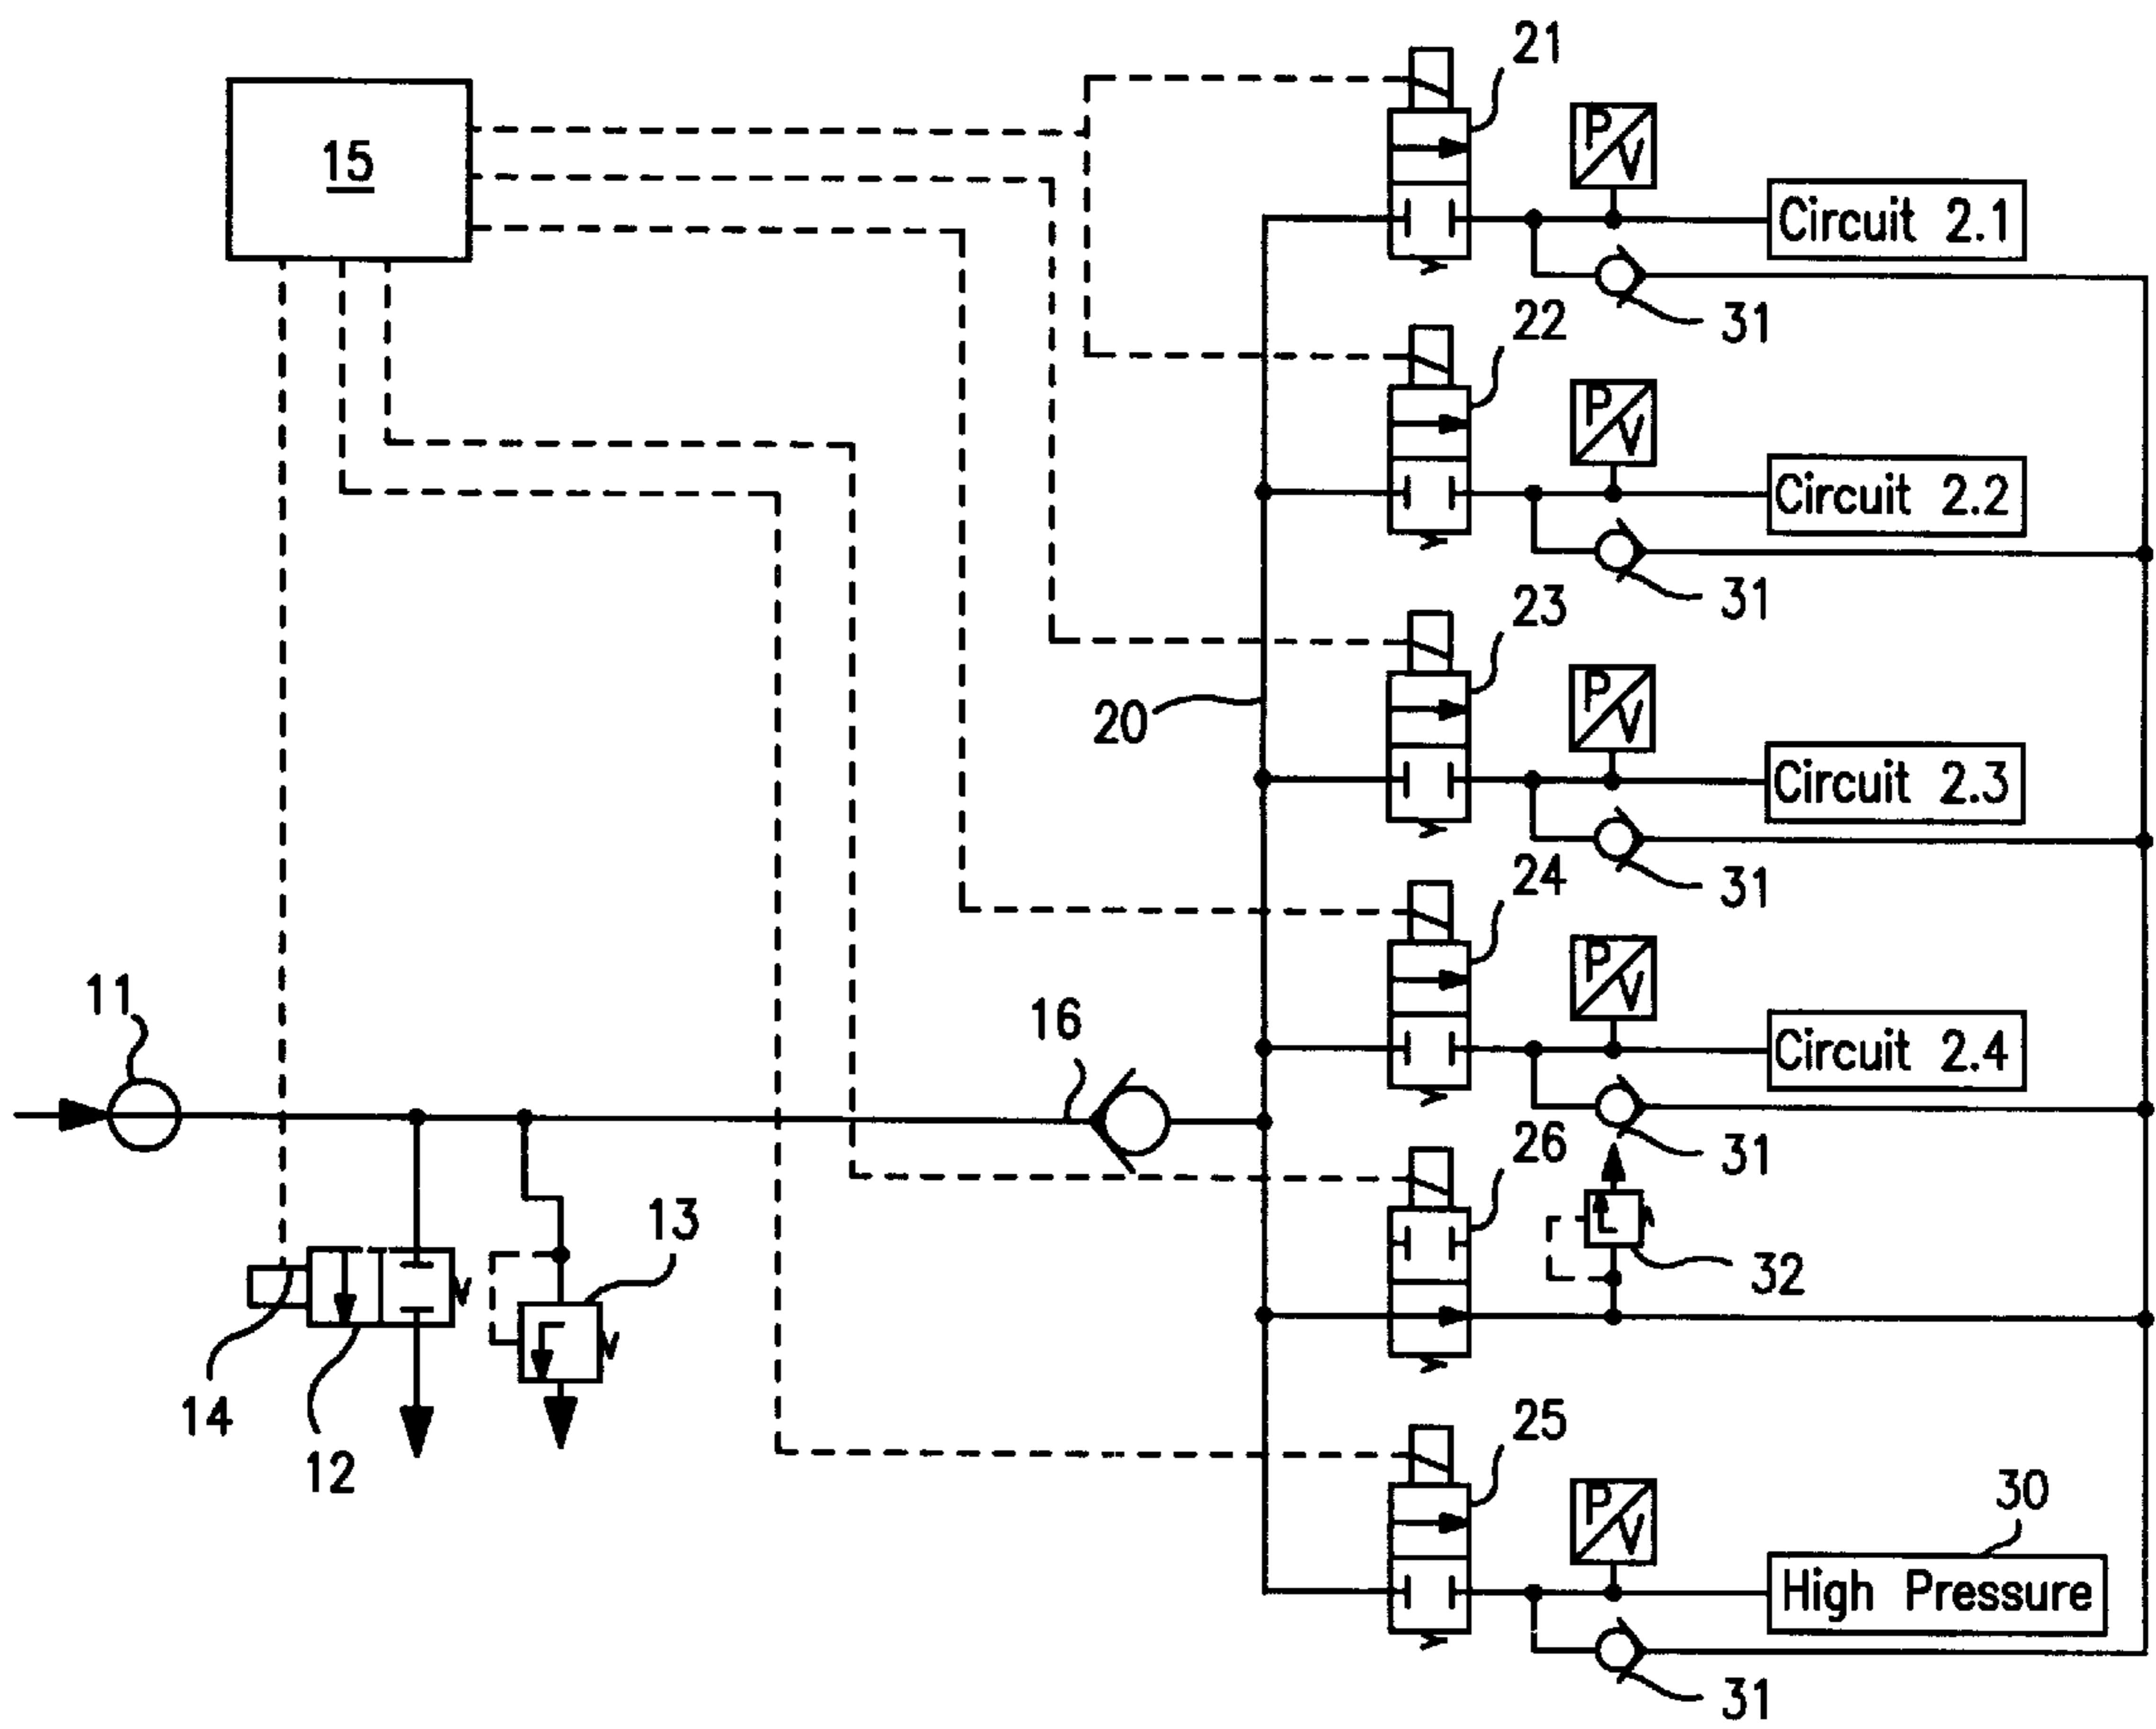 21
P/V
15
Circuit 2.1
31
22
P/V
Circuit 2.2
31
23
P/V
20
Circuit 2.3
31
24
P/V
11
16
Circuit 2.4
31
26
13
32
14
12
25
P/V
30
High Pressure
31